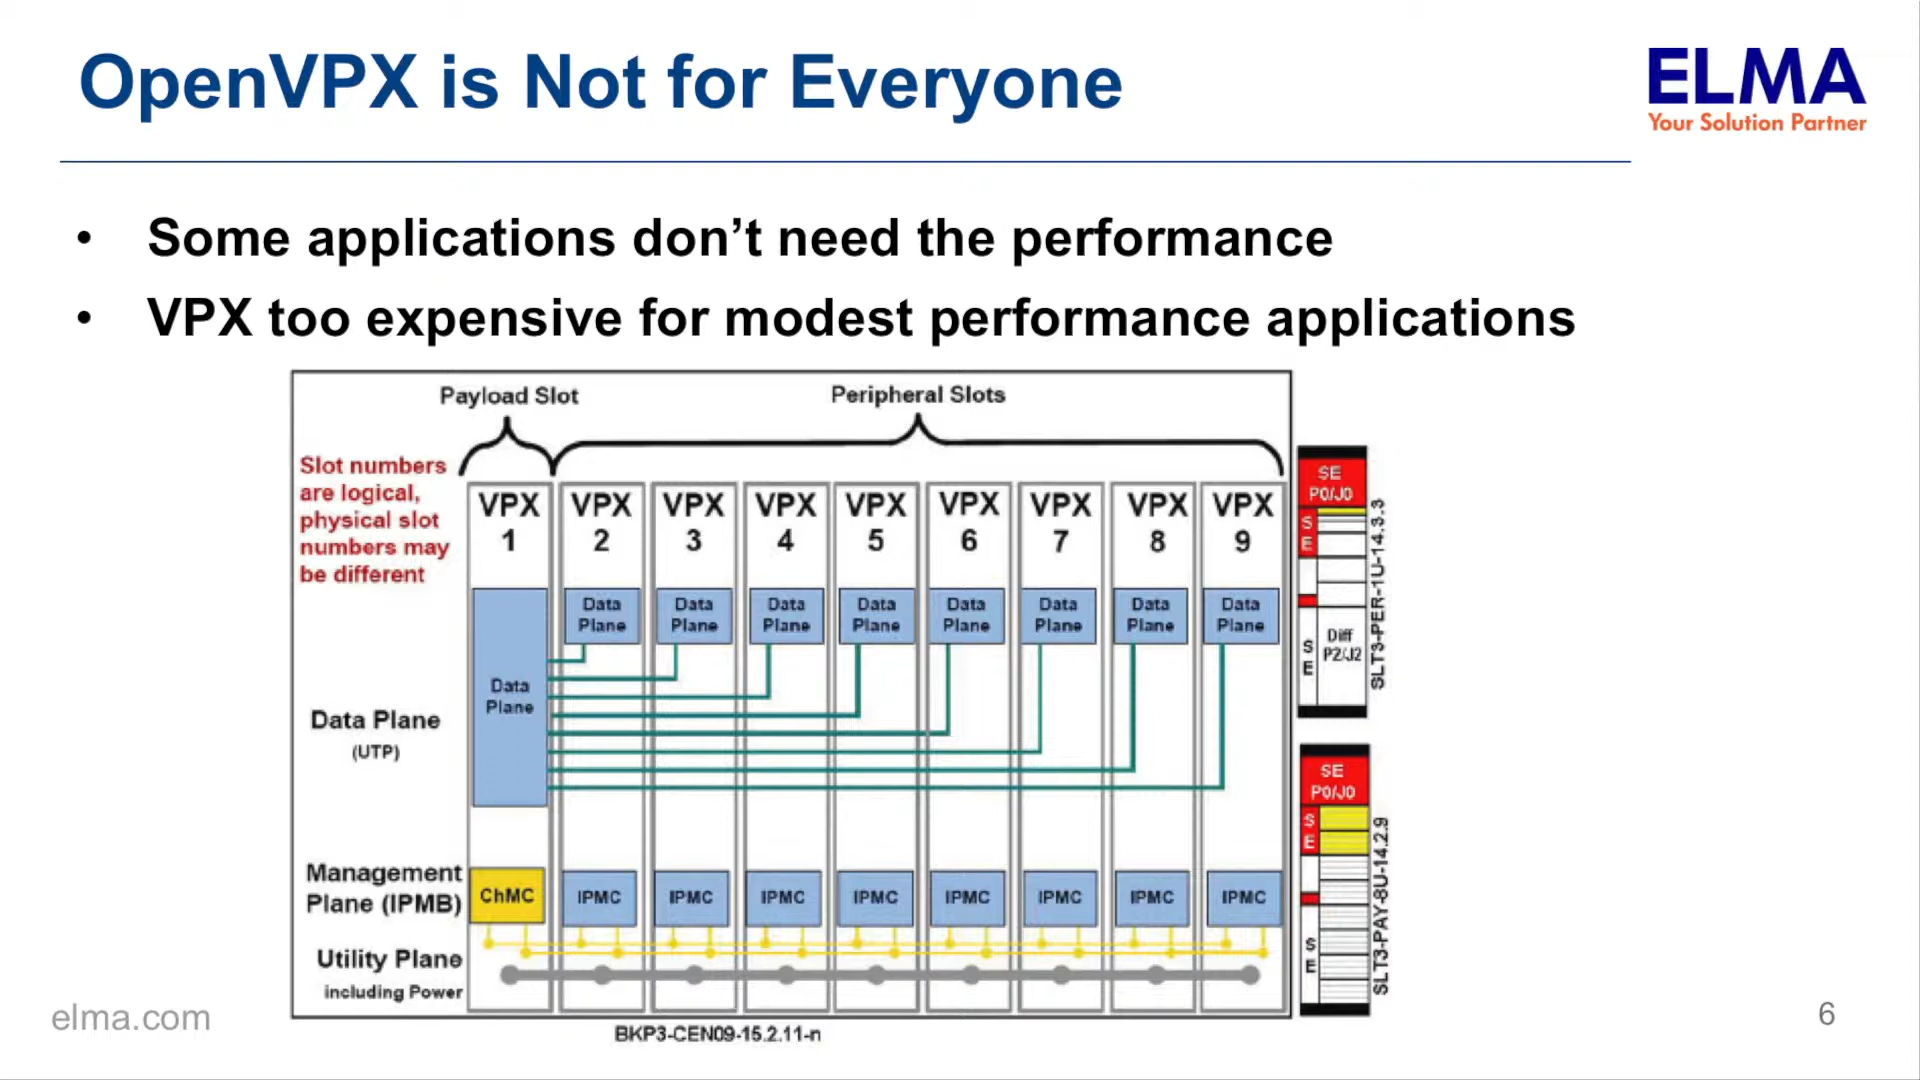 OpenVPX is Not for Everyone
ELMA
Your Solution Partner
• Some applications don’t need the performance
• VPX too expensive for modest performance applications
Payload Slot
Peripheral Slots
Slot numbers
are logical,
physical slot
numbers may
be different
VPX 1
VPX 2
VPX 3
VPX 4
VPX 5
VPX 6
VPX 7
VPX 8
VPX 9
Data Plane
Data Plane
Data Plane
Data Plane
Data Plane
Data Plane
Data Plane
Data Plane
Data Plane
Data Plane
(UTP)
Management
Plane (IPMB)
ChMC
IPMC
IPMC
IPMC
IPMC
IPMC
IPMC
IPMC
IPMC
Utility Plane
including Power
BKP3-CEN09-15.2.11-n
SE
P0/J0
S
E
S
E
Diff
P2/J2
SLT3-PER-1U-14.3.3
SE
P0/J0
S
E
S
E
SLT3-PAY-8U-14.2.9
elma.com
6